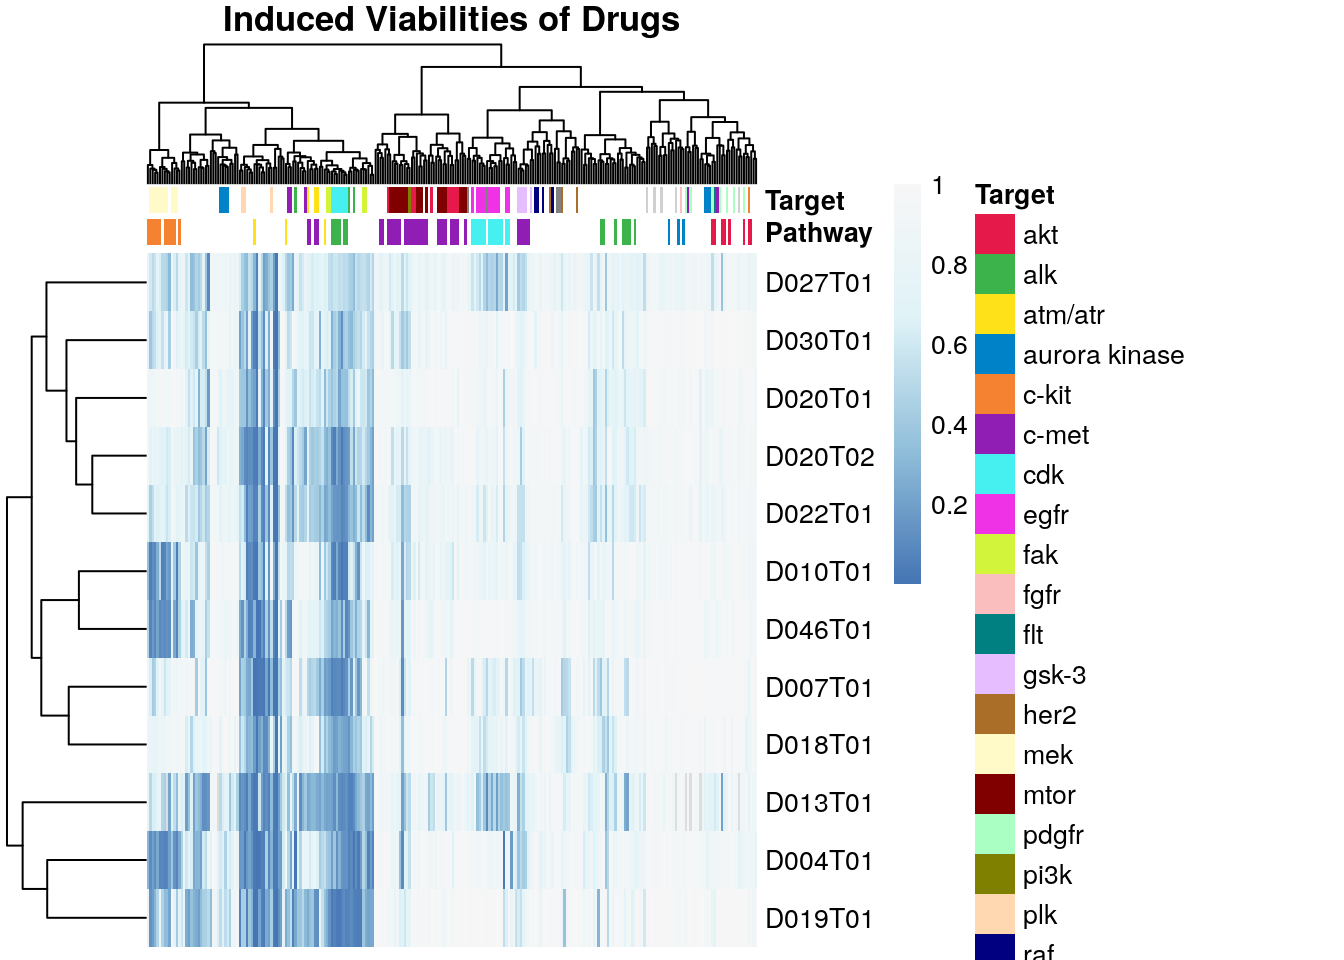 Induced Viabilities of Drugs
Target
Pathway
D027T01
D030T01
D020T01
D020T02
D022T01
D010T01
D046T01
D007T01
D018T01
D013T01
D004T01
D019T01
1
0.8
0.6
0.4
0.2
Target
akt
alk
atm/atr
aurora kinase
c-kit
c-met
cdk
egfr
fak
fgfr
flt
gsk-3
her2
mek
mtor
pdgfr
pi3k
plk
raf